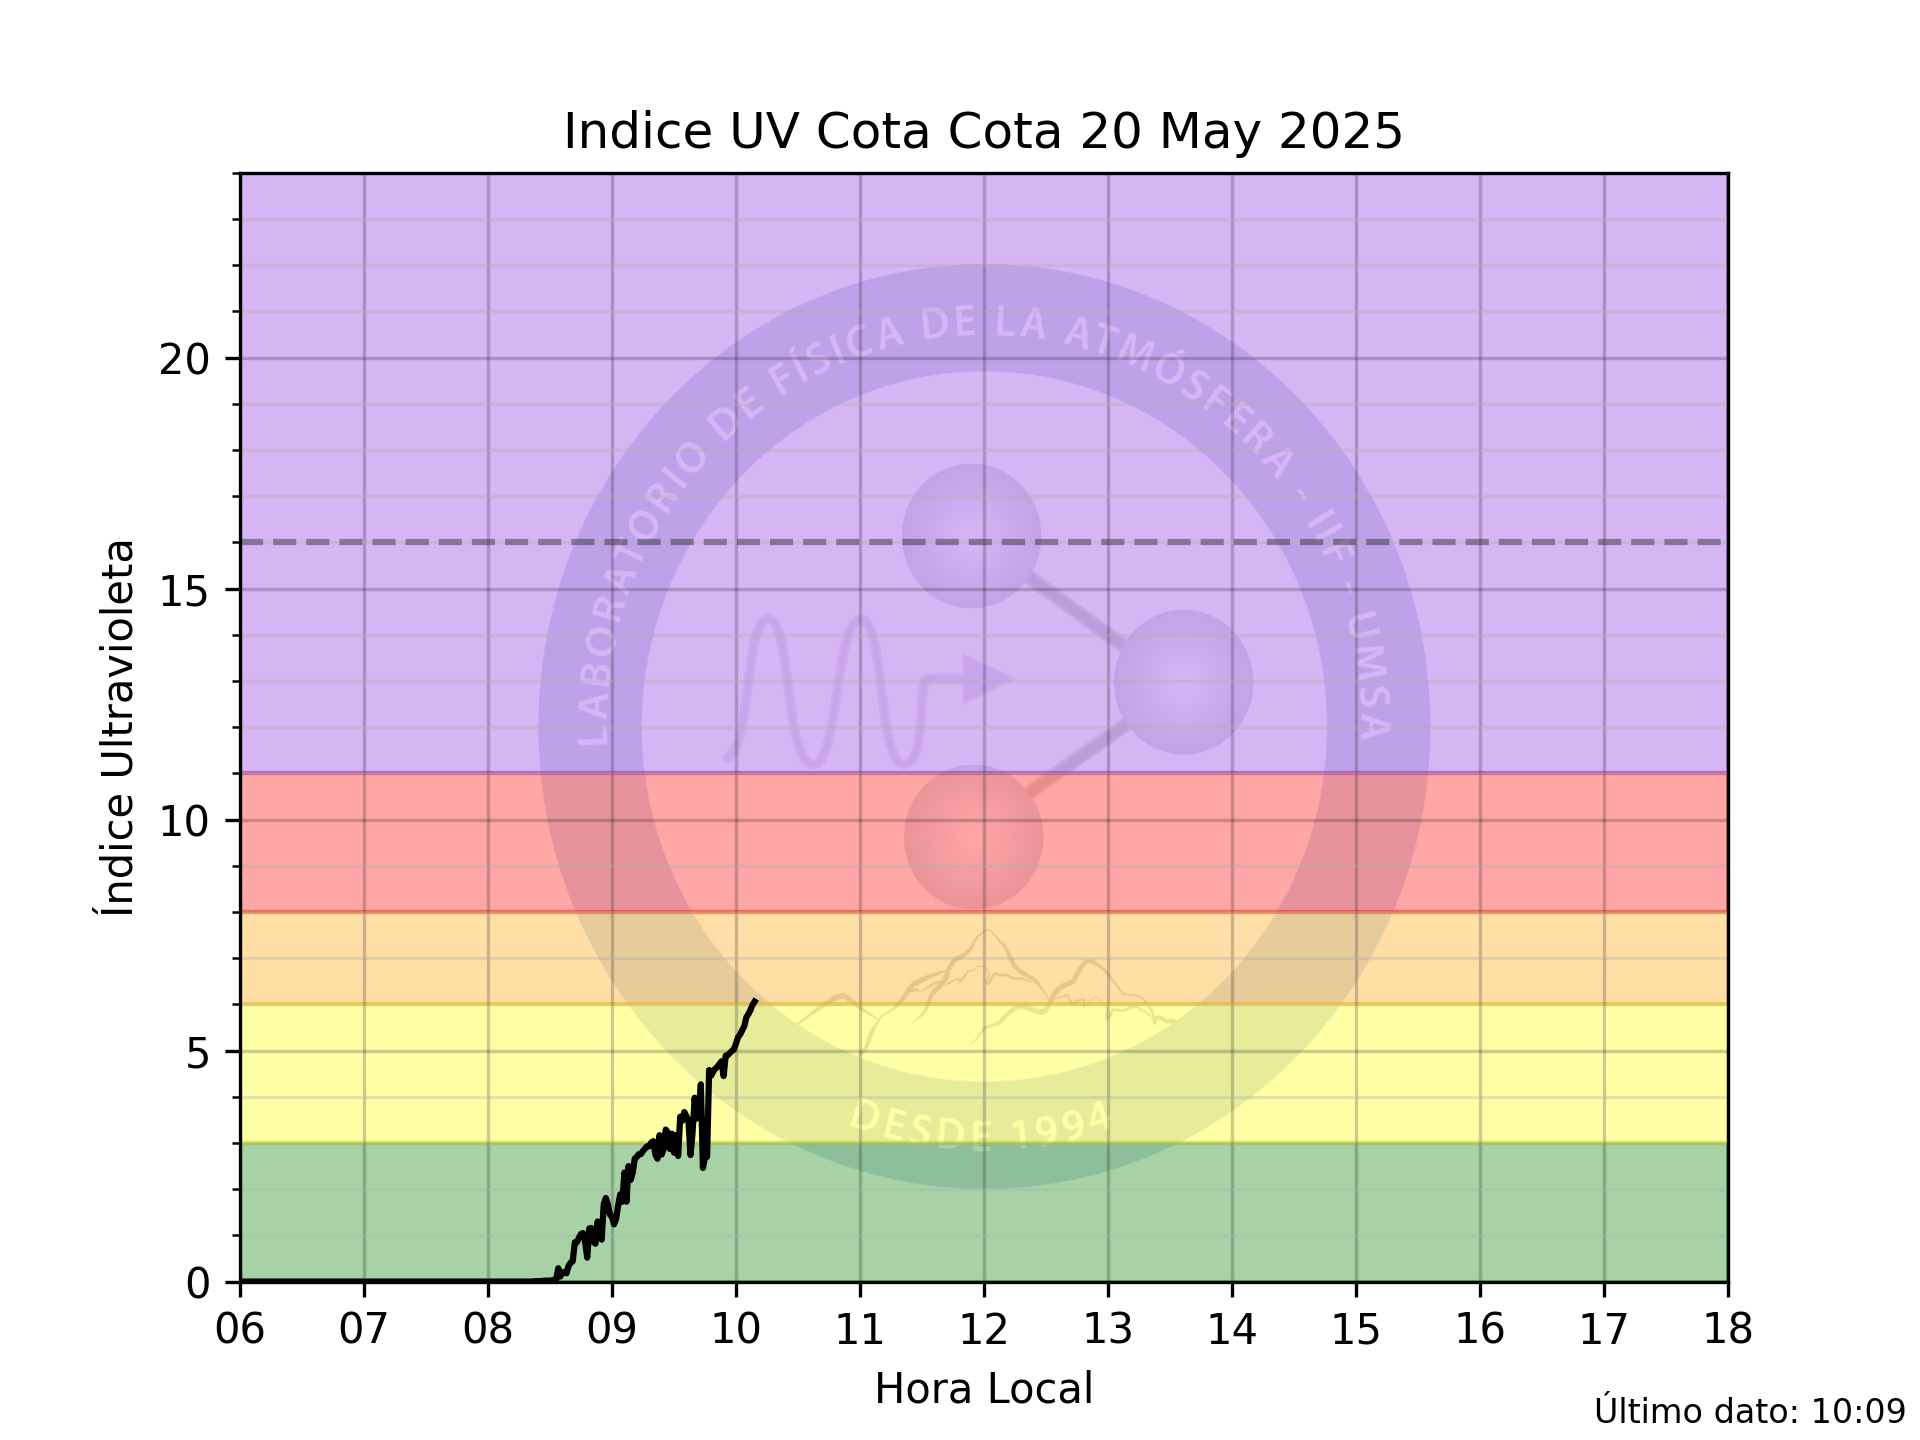 Indice UV Cota Cota 20 May 2025
LABORATORIO DE FÍSICA DE LA ATMÓSFERA - IIF - UMSA
20
15
10
5
0
Índice Ultravioleta
DESDE 1994
06 07 08 09 10 11 12 13 14 15 16 17 18
Hora Local
Último dato: 10:09